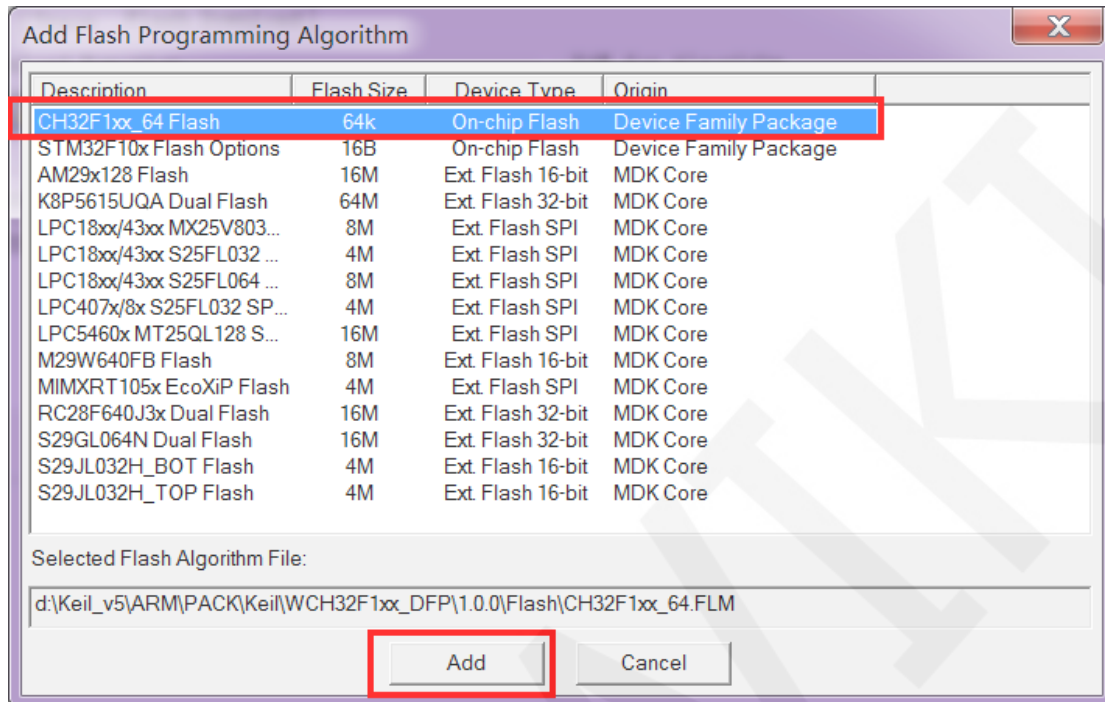 Add Flash Programming Algorithm
Description Flash Size Device Type Origin
CH32F1xx_64 Flash 64k On-chip Flash Device Family Package
STM32F10x Flash Options 16B On-chip Flash Device Family Package
AM29x128 Flash 16M Ext. Flash 16-bit MDK Core
K8P5615UQA Dual Flash 64M Ext. Flash 32-bit MDK Core
LPC18xx/43xx MX25V803... 8M Ext. Flash SPI MDK Core
LPC18xx/43xx S25FL032 ... 4M Ext. Flash SPI MDK Core
LPC18xx/43xx S25FL064 ... 8M Ext. Flash SPI MDK Core
LPC407x/8x S25FL032 SP... 4M Ext. Flash SPI MDK Core
LPC5460x MT25QL128 S... 16M Ext. Flash SPI MDK Core
M29W640FB Flash 8M Ext. Flash 16-bit MDK Core
MIMXRT105x EcoXiP Flash 4M Ext. Flash SPI MDK Core
RC28F640J3x Dual Flash 16M Ext. Flash 32-bit MDK Core
S29GL064N Dual Flash 16M Ext. Flash 32-bit MDK Core
S29JL032H_BOT Flash 4M Ext. Flash 16-bit MDK Core
S29JL032H_TOP Flash 4M Ext. Flash 16-bit MDK Core
Selected Flash Algorithm File:
d:\Keil_v5\ARM\PACK\Keil\WCH32F1xx_DFP\1.0.0\Flash\CH32F1xx_64.FLM
Add Cancel